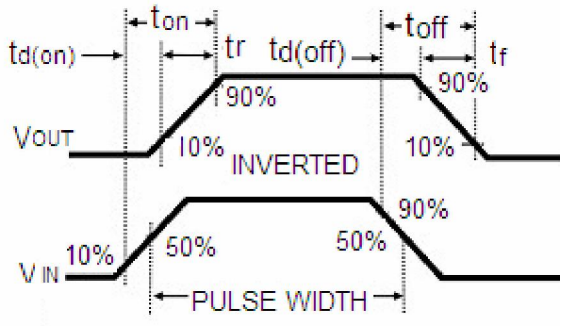 ton
toff
td(on)
tr
td(off)
tf
90%
90%
VOUT
10%
INVERTED
10%
90%
10%
50%
50%
VIN
PULSE WIDTH